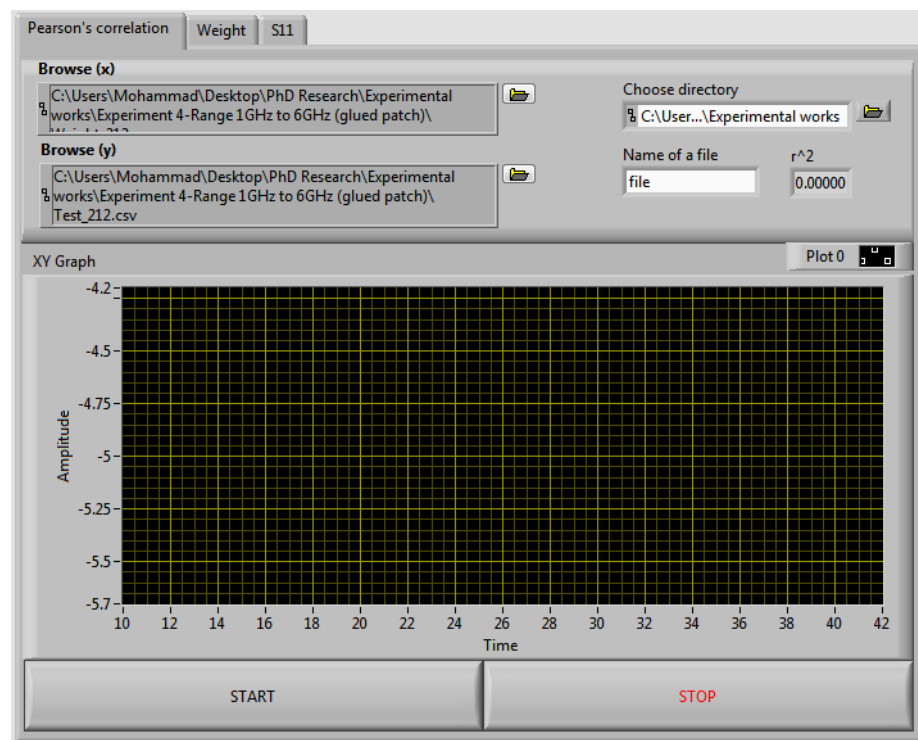 Pearson's correlation Weight S11
Browse (x)
C:\Users\Mohammad\Desktop\PhD Research\Experimental
works\Experiment 4-Range 1GHz to 6GHz (glued patch)\
Choose directory
C:\User...\Experimental works
Browse (y)
C:\Users\Mohammad\Desktop\PhD Research\Experimental
works\Experiment 4-Range 1GHz to 6GHz (glued patch)\
Test_212.csv
Name of a file r^2
file 0.00000
XY Graph Plot 0
-4.2
-4.5
-4.75
-5
-5.25
-5.5
-5.7
Amplitude
10 12 14 16 18 20 22 24 26 28 30 32 34 36 38 40 42
Time
START STOP